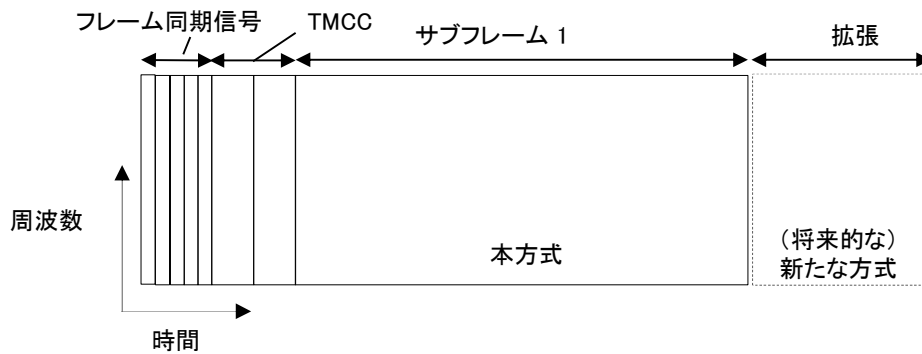 フレーム同期信号
TMCC
サブフレーム 1
拡張
周波数
本方式
(将来的な)
新たな方式
時間